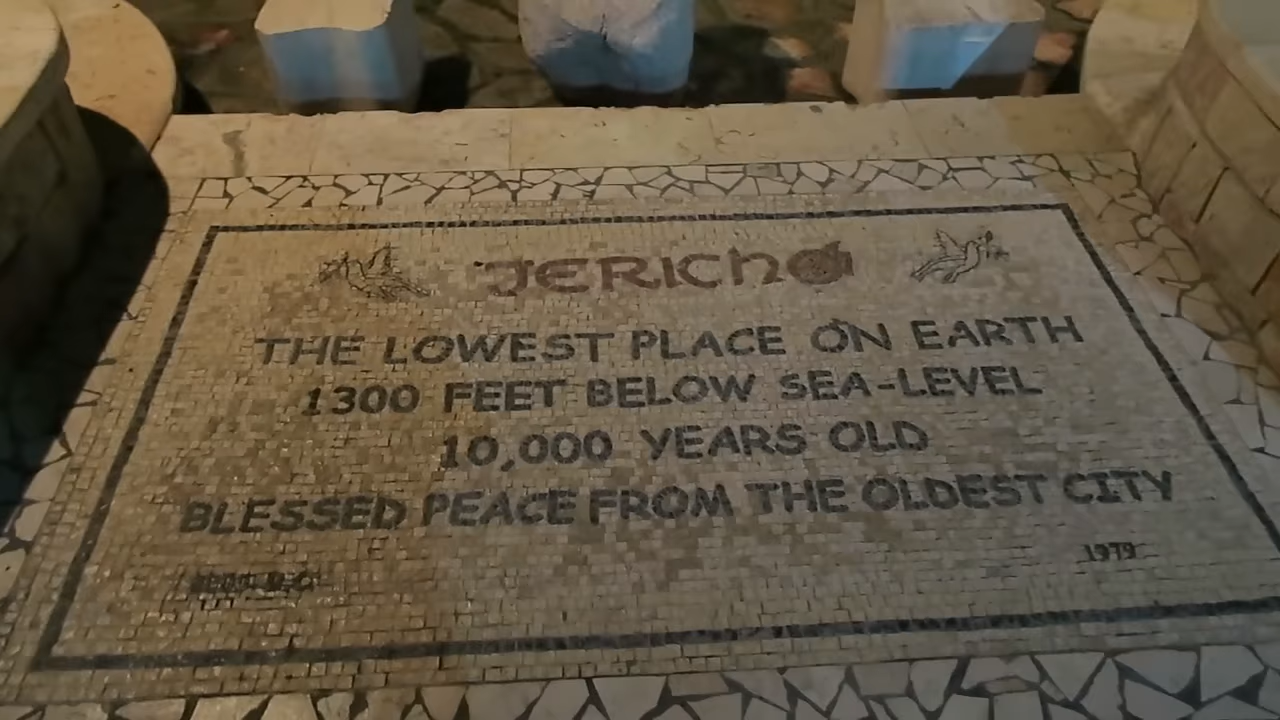 JERICHO
THE LOWEST PLACE ON EARTH
1300 FEET BELOW SEA-LEVEL
10,000 YEARS OLD
BLESSED PEACE FROM THE OLDEST CITY
1979